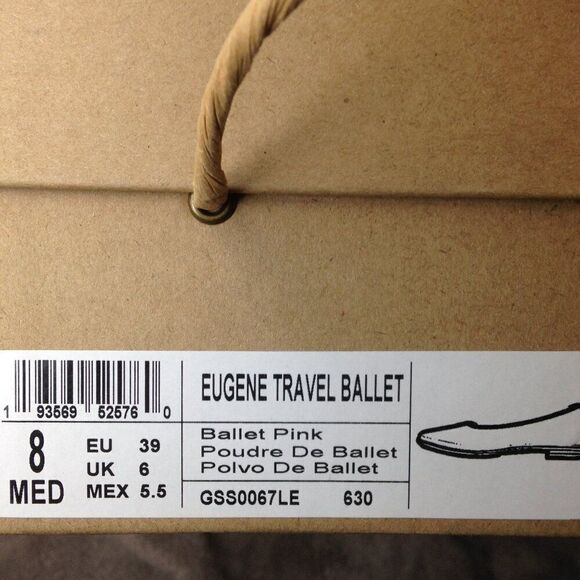 1 93569 52576 0
8 MED
EU 39
UK 6
MEX 5.5
EUGENE TRAVEL BALLET
Ballet Pink
Poudre De Ballet
Polvo De Ballet
GSS0067LE 630